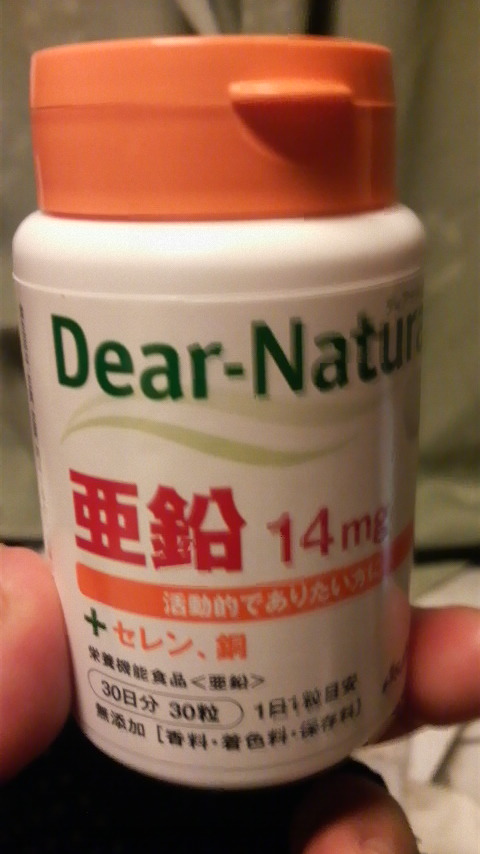 Dear-Natura
亜鉛 14mg
活動的でありたい方に
+セレン、銅
栄養機能食品<亜鉛>
30日分 30粒 1日1粒目安
無添加［香料・着色料・保存料］